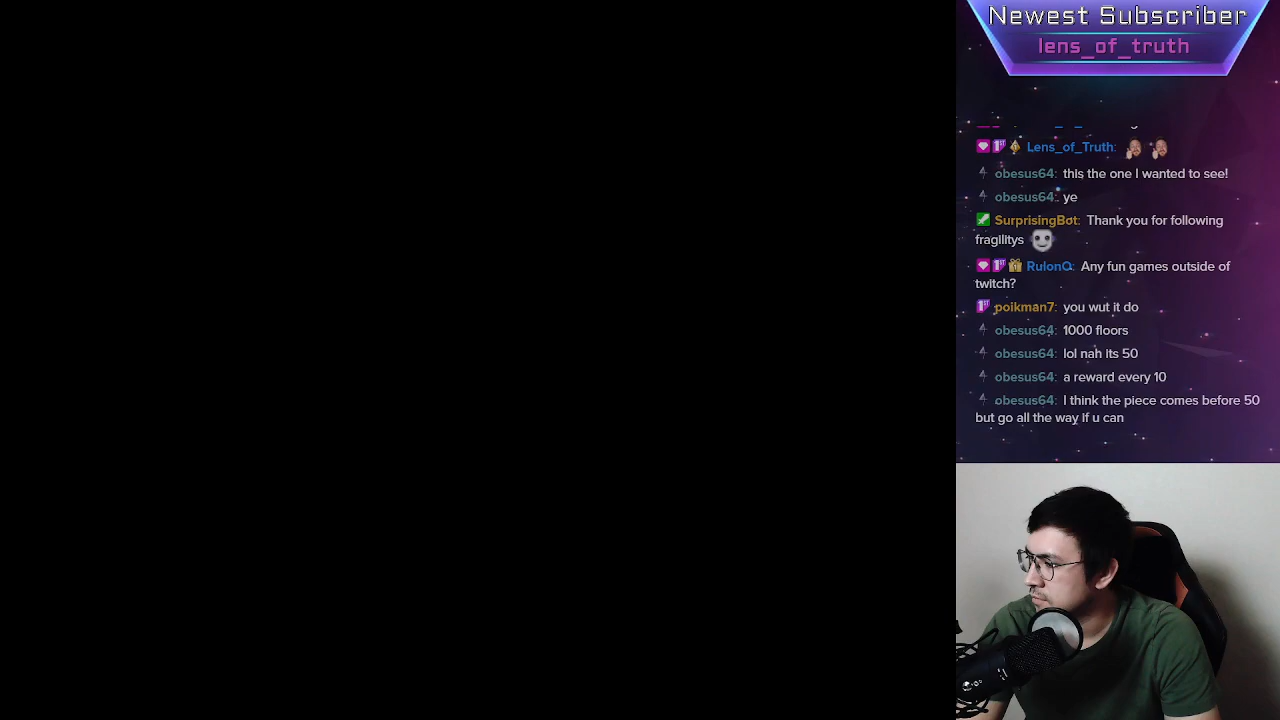 Newest Subscriber
lens_of_truth
Lens_of_Truth:
obesus64: this the one I wanted to see!
obesus64: ye
SurprisingBot: Thank you for following
fragilitys
RulonO: Any fun games outside of
twitch?
poikman7: you wut it do
obesus64: 1000 floors
obesus64: lol nah its 50
obesus64: a reward every 10
obesus64: I think the piece comes before 50
but go all the way if u can